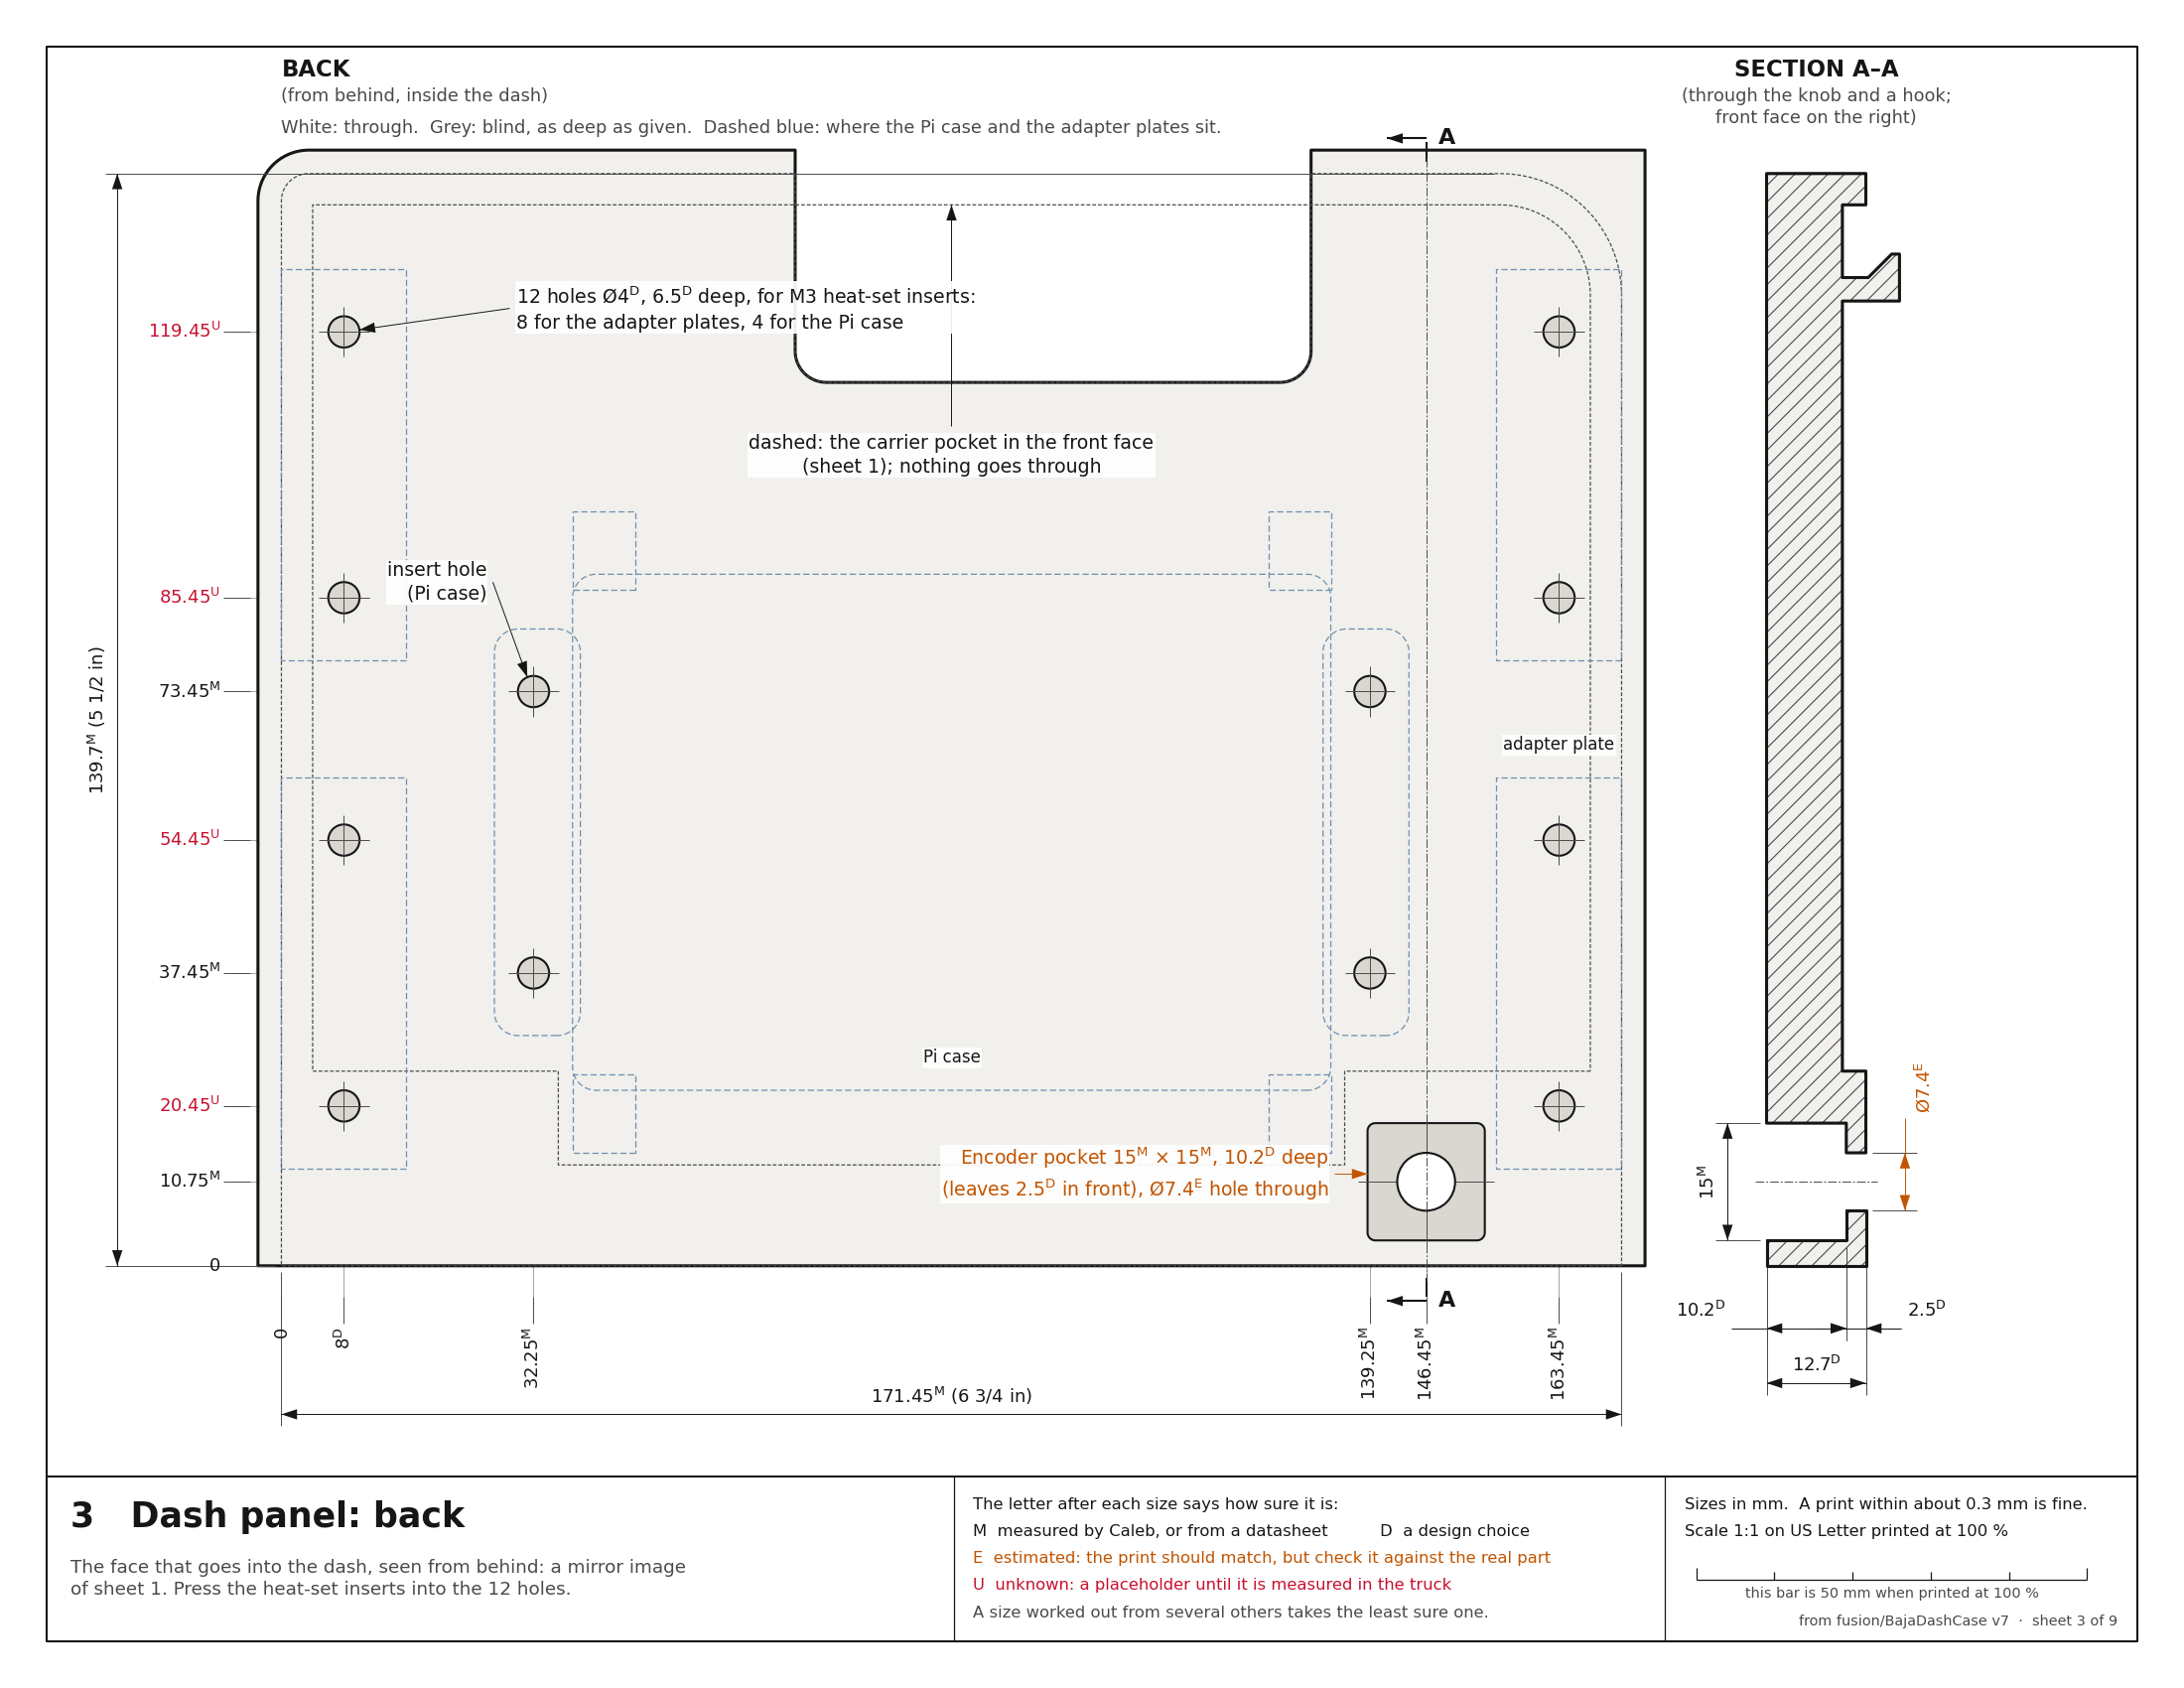 BACK
(from behind, inside the dash)
White: through.  Grey: blind, as deep as given.  Dashed blue: where the Pi case and the adapter plates sit.
SECTION A–A
(through the knob and a hook;
front face on the right)
A
12 holes Ø4ᴰ, 6.5ᴰ deep, for M3 heat-set inserts:
8 for the adapter plates, 4 for the Pi case
119.45ᵁ
dashed: the carrier pocket in the front face
(sheet 1); nothing goes through
insert hole
(Pi case)
85.45ᵁ
73.45ᴹ
139.7ᴹ (5 1/2 in)
adapter plate
54.45ᵁ
37.45ᴹ
Pi case
20.45ᵁ
Encoder pocket 15ᴹ × 15ᴹ, 10.2ᴰ deep
(leaves 2.5ᴰ in front), Ø7.4ᴱ hole through
10.75ᴹ
0
Ø7.4ᴱ
15ᴹ
A
10.2ᴰ
2.5ᴰ
12.7ᴰ
0
8ᴰ
32.25ᴹ
139.25ᴹ
146.45ᴹ
163.45ᴹ
171.45ᴹ (6 3/4 in)
3   Dash panel: back
The face that goes into the dash, seen from behind: a mirror image
of sheet 1. Press the heat-set inserts into the 12 holes.
The letter after each size says how sure it is:
M  measured by Caleb, or from a datasheet          D  a design choice
E  estimated: the print should match, but check it against the real part
U  unknown: a placeholder until it is measured in the truck
A size worked out from several others takes the least sure one.
Sizes in mm.  A print within about 0.3 mm is fine.
Scale 1:1 on US Letter printed at 100 %
this bar is 50 mm when printed at 100 %
from fusion/BajaDashCase v7  ·  sheet 3 of 9